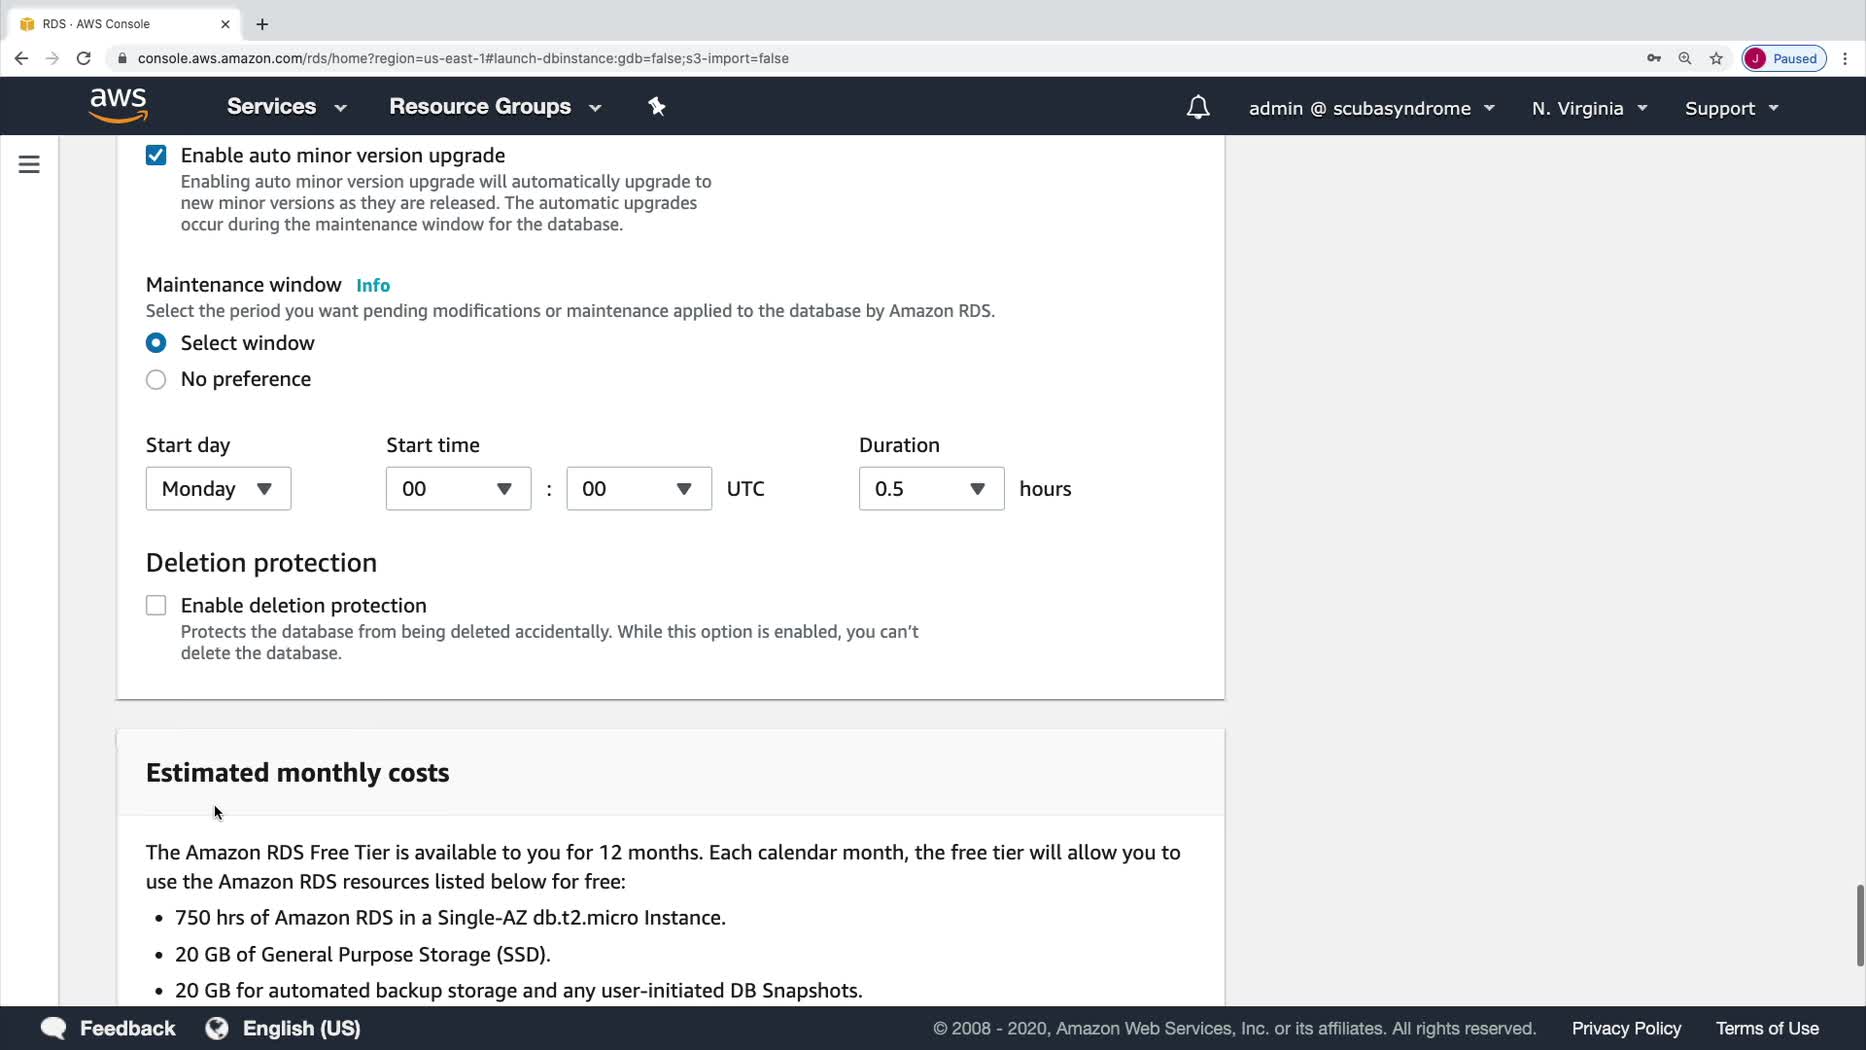 RDS · AWS Console
console.aws.amazon.com/rds/home?region=us-east-1#launch-dbinstance:gdb=false;s3-import=false
J Paused
aws Services Resource Groups admin @ scubasyndrome N. Virginia Support
Enable auto minor version upgrade
Enabling auto minor version upgrade will automatically upgrade to
new minor versions as they are released. The automatic upgrades
occur during the maintenance window for the database.
Maintenance window Info
Select the period you want pending modifications or maintenance applied to the database by Amazon RDS.
Select window
No preference
Start day Start time Duration
Monday 00 : 00 UTC 0.5 hours
Deletion protection
Enable deletion protection
Protects the database from being deleted accidentally. While this option is enabled, you can't
delete the database.
Estimated monthly costs
The Amazon RDS Free Tier is available to you for 12 months. Each calendar month, the free tier will allow you to
use the Amazon RDS resources listed below for free:
• 750 hrs of Amazon RDS in a Single-AZ db.t2.micro Instance.
• 20 GB of General Purpose Storage (SSD).
• 20 GB for automated backup storage and any user-initiated DB Snapshots.
Feedback English (US) © 2008 - 2020, Amazon Web Services, Inc. or its affiliates. All rights reserved. Privacy Policy Terms of Use